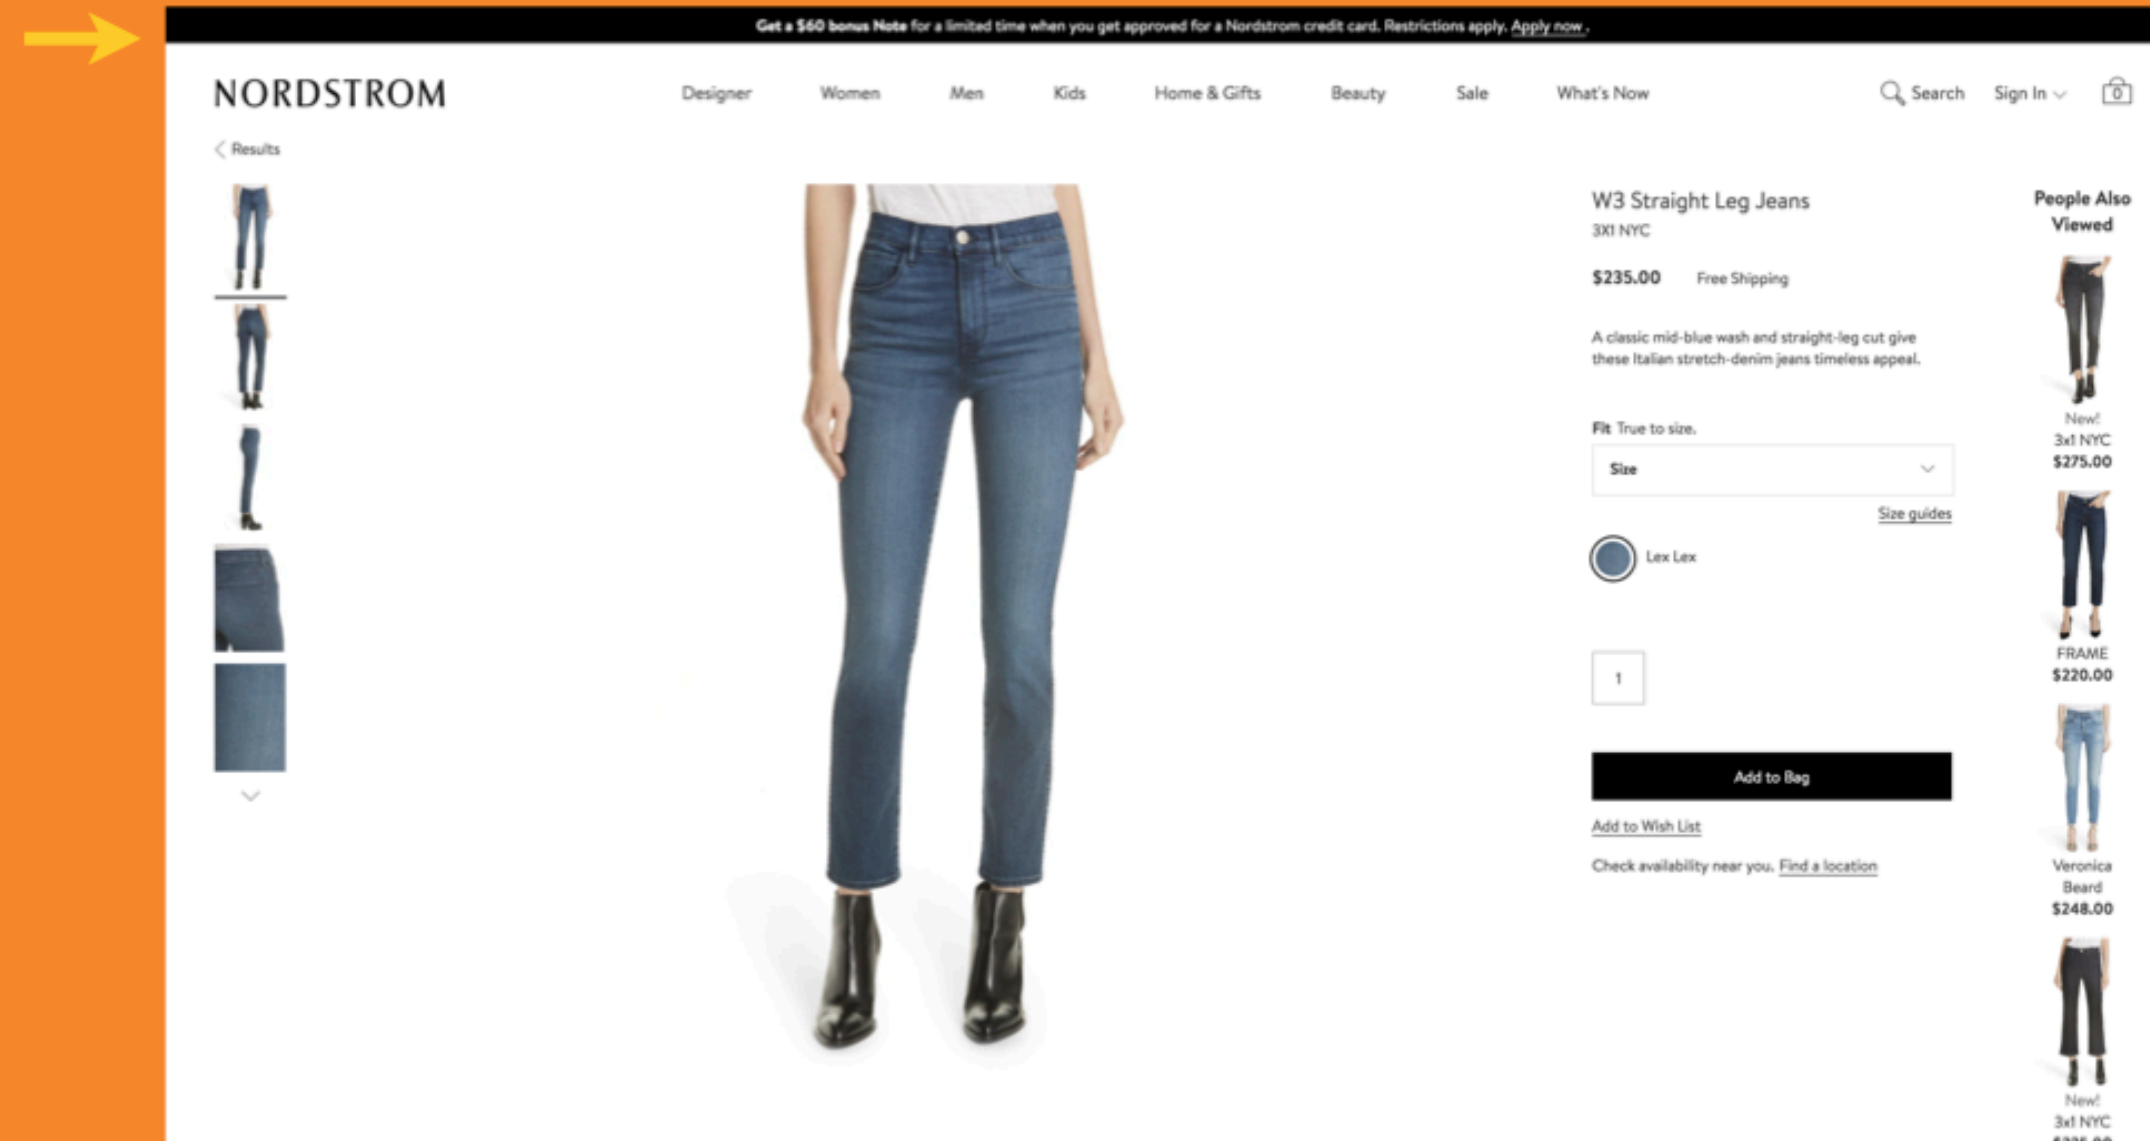 Get a $60 bonus Note for a limited time when you get approved for a Nordstrom credit card. Restrictions apply. Apply now .
NORDSTROM
Designer
Women
Men
Kids
Home & Gifts
Beauty
Sale
What's Now
Search
Sign In
0
Results
W3 Straight Leg Jeans
3X1 NYC
$235.00
Free Shipping
A classic mid-blue wash and straight-leg cut give
these Italian stretch-denim jeans timeless appeal.
Fit True to size.
Size
Size guides
Lex Lex
1
Add to Bag
Add to Wish List
Check availability near you. Find a location
People Also
Viewed
New!
3x1 NYC
$275.00
FRAME
$220.00
Veronica
Beard
$248.00
New!
3x1 NYC